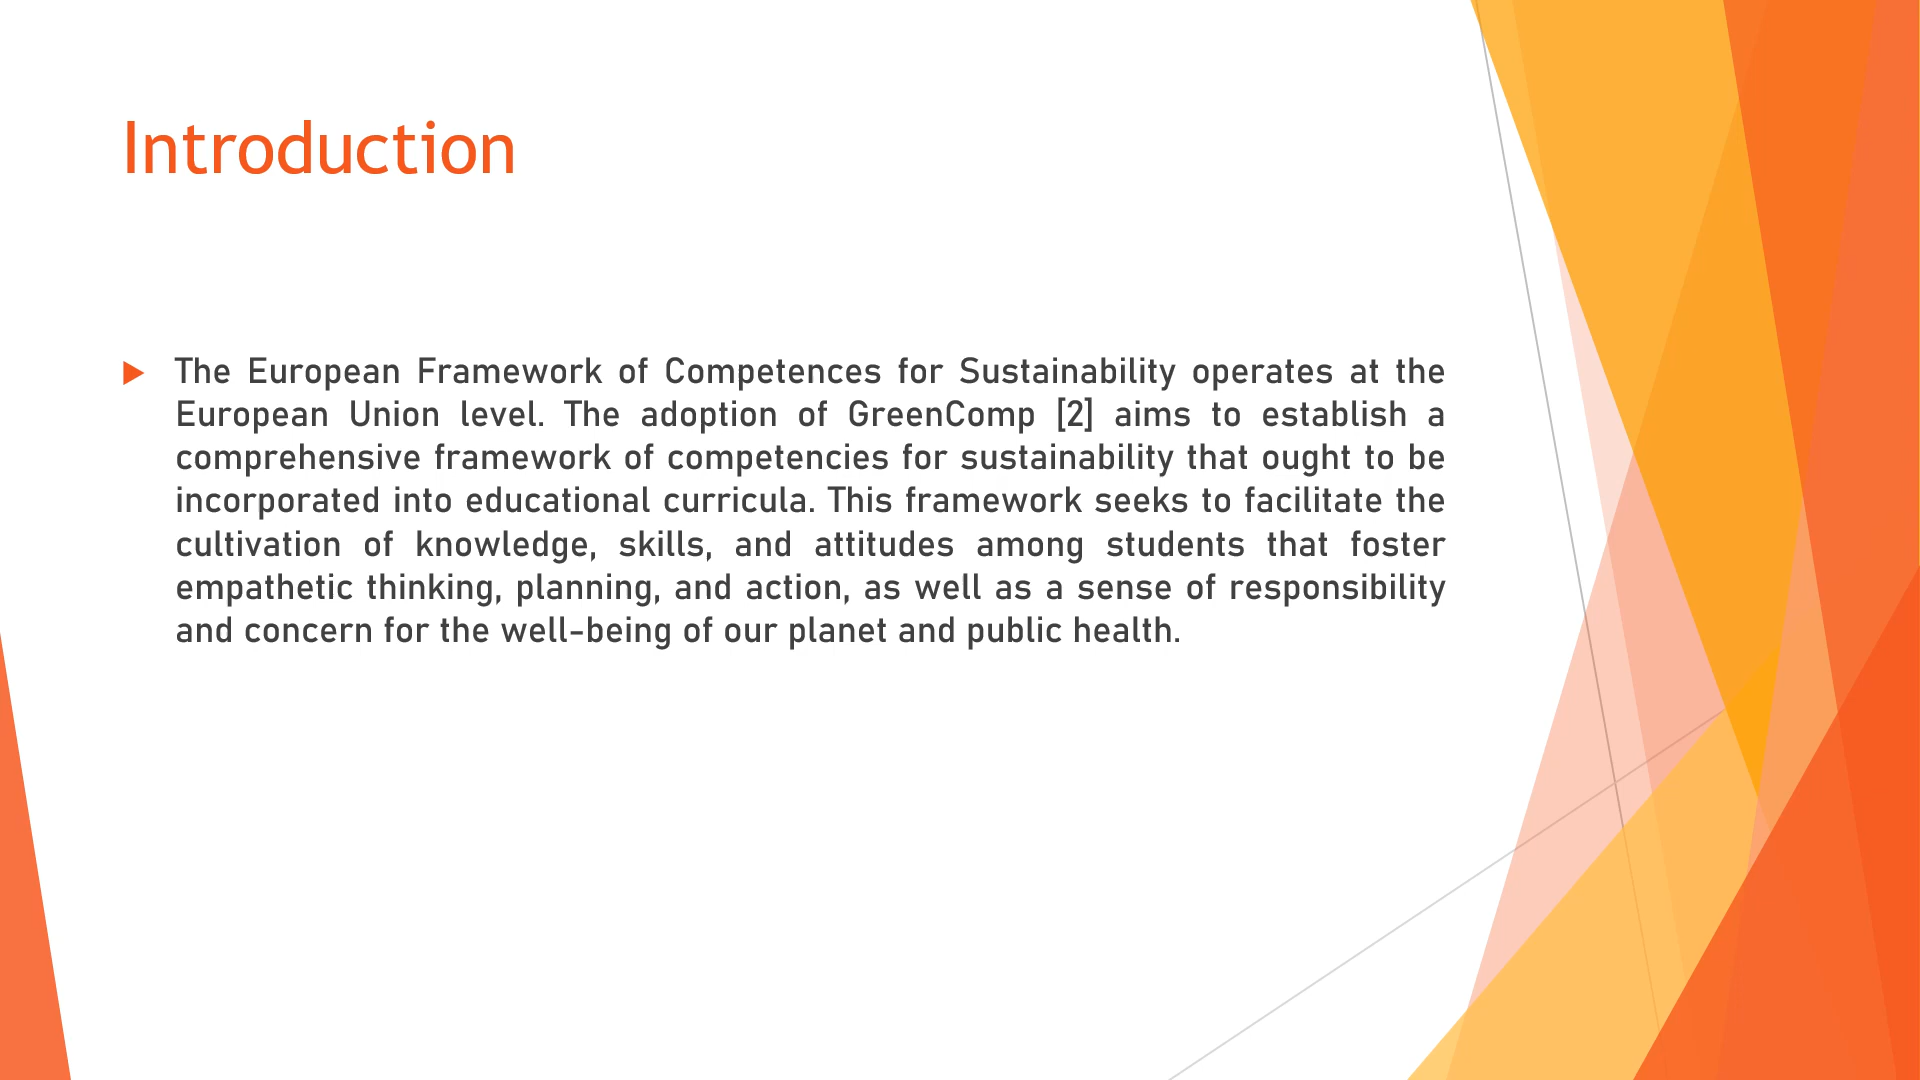 Introduction
The European Framework of Competences for Sustainability operates at the
European Union level. The adoption of GreenComp [2] aims to establish a
comprehensive framework of competencies for sustainability that ought to be
incorporated into educational curricula. This framework seeks to facilitate the
cultivation of knowledge, skills, and attitudes among students that foster
empathetic thinking, planning, and action, as well as a sense of responsibility
and concern for the well-being of our planet and public health.